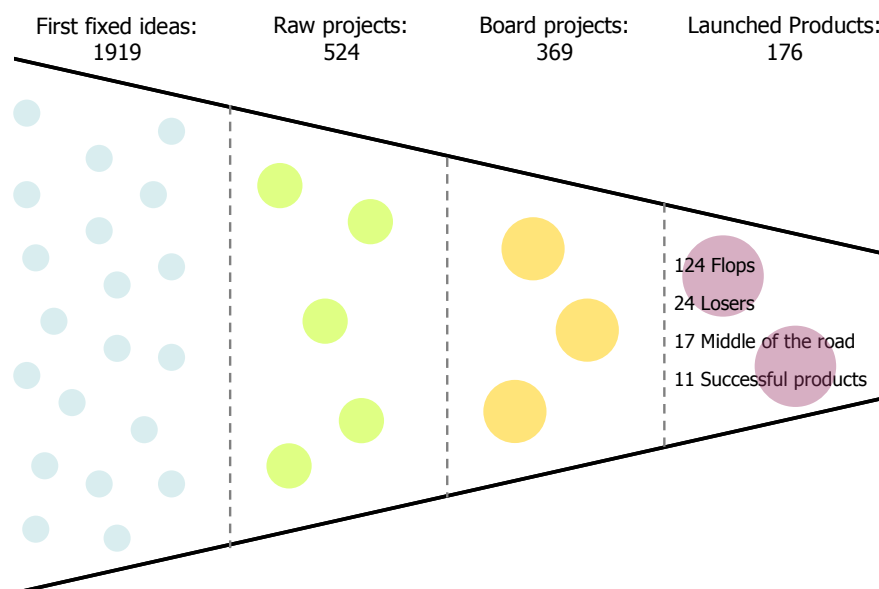 First fixed ideas:
1919
Raw projects:
524
Board projects:
369
Launched Products:
176
124 Flops
24 Losers
17 Middle of the road
11 Successful products